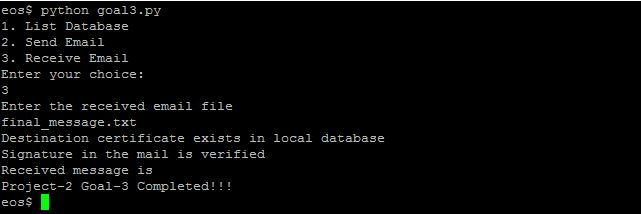 eos$ python goal3.py
1. List Database
2. Send Email
3. Receive Email
Enter your choice:
3
Enter the received email file
final_message.txt
Destination certificate exists in local database
Signature in the mail is verified
Received message is
Project-2 Goal-3 Completed!!!
eos$